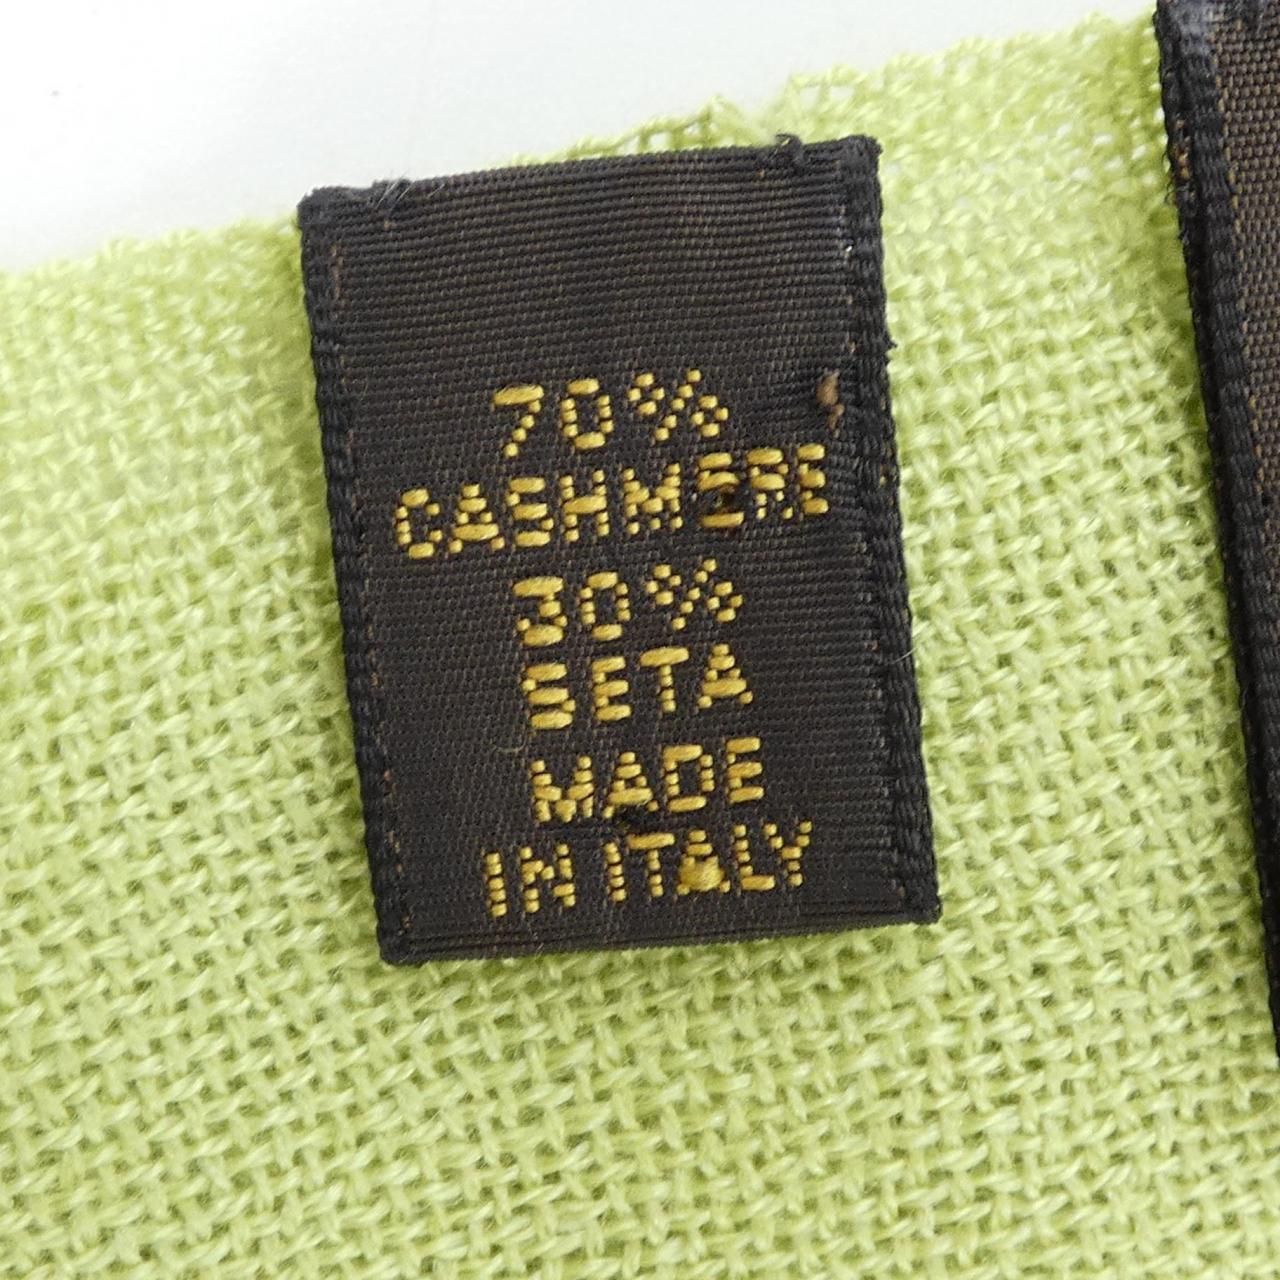 70%
CASHMERE
30%
SETA
MADE
IN ITALY